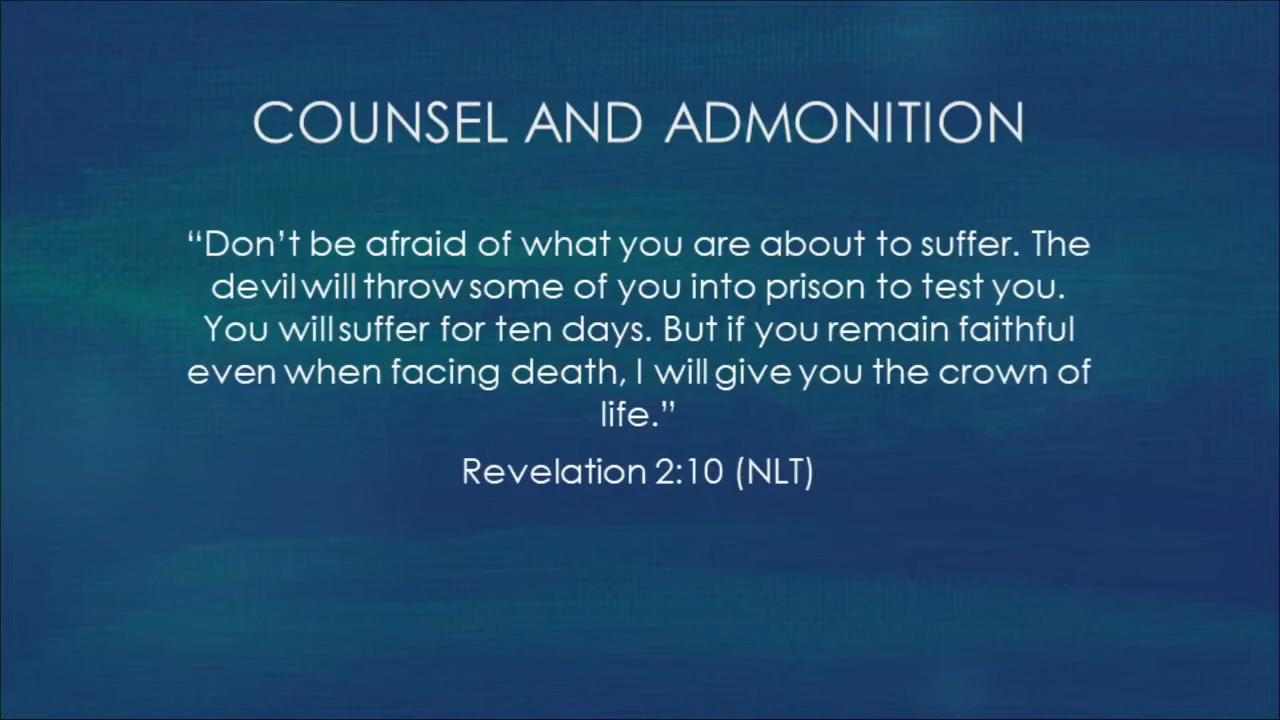 COUNSEL AND ADMONITION
“Don’t be afraid of what you are about to suffer. The
devil will throw some of you into prison to test you.
You will suffer for ten days. But if you remain faithful
even when facing death, I will give you the crown of
life.”
Revelation 2:10 (NLT)